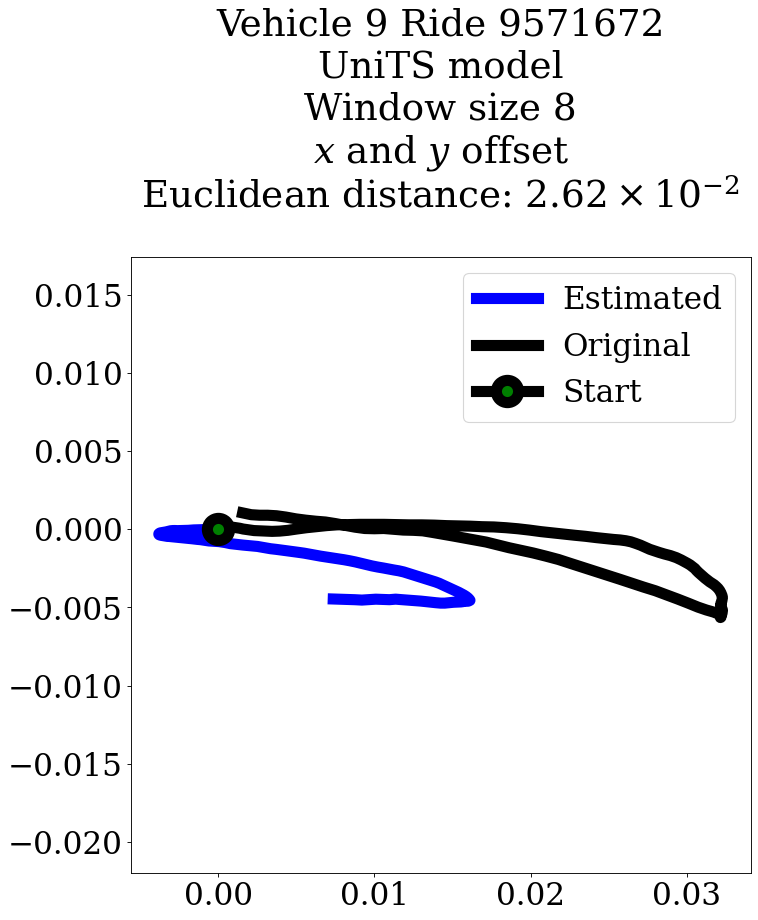 Vehicle 9 Ride 9571672
UniTS model
Window size 8
x and y offset
Euclidean distance: 2.62 × 10⁻²
Estimated
Original
Start
0.015
0.010
0.005
0.000
−0.005
−0.010
−0.015
−0.020
0.00 0.01 0.02 0.03